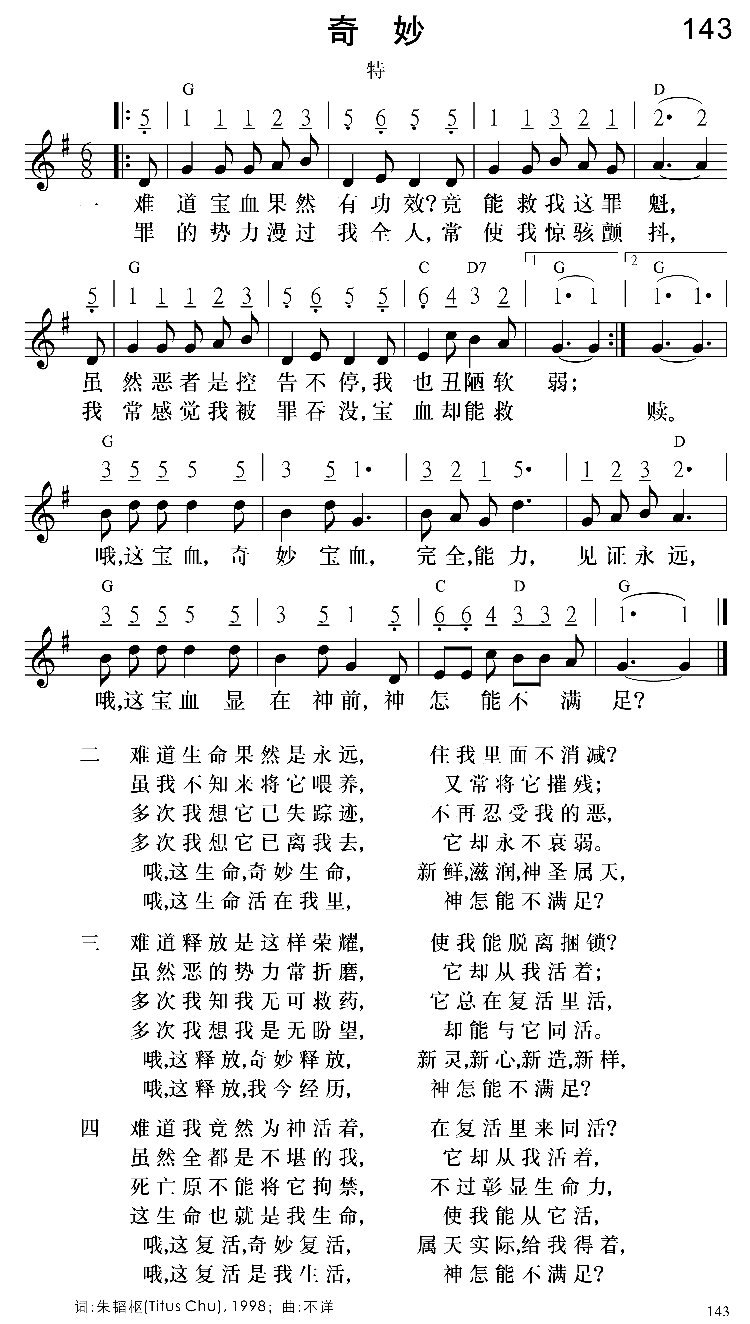 奇 妙 143
特
G D
5 | 1 1 1 2 3 | 5 6 5 5 | 1 1 3 2 1 | 2· 2
6 8
一 难道宝血果然有功效?竟能救我这罪魁,
罪的势力漫过我全人,常使我惊骇颤抖,
G C D7 1 G 2 G
5 | 1 1 1 2 3 | 5 6 5 5 | 6 4 3 2 | 1· 1 | 1· 1·
虽然恶者是控告不停,我也丑陋软弱;
我常感觉我被罪吞没,宝血却能救赎。
G D
3 5 5 5 5 | 3 5 1· | 3 2 1 5· | 1 2 3 2·
哦,这宝血,奇妙宝血,完全,能力,见证永远,
G C D G
3 5 5 5 5 | 3 5 1 5 | 6 6 4 3 3 2 | 1· 1
哦,这宝血显在神前,神怎能不满足?
二 难道生命果然是永远, 住我里面不消减?
虽我不知来将它喂养, 又常将它摧残;
多次我想它已失踪迹, 不再忍受我的恶,
多次我想它已离我去, 它却永不衰弱。
哦,这生命,奇妙生命, 新鲜,滋润,神圣属天,
哦,这生命活在我里, 神怎能不满足?
三 难道释放是这样荣耀, 使我能脱离捆锁?
虽然恶的势力常折磨, 它却从我活着;
多次我知我无可救药, 它总在复活里活,
多次我想我是无盼望, 却能与它同活。
哦,这释放,奇妙释放, 新灵,新心,新造,新样,
哦,这释放,我今经历, 神怎能不满足?
四 难道我竟然为神活着, 在复活里来同活?
虽然全都是不堪的我, 它却从我活着,
死亡原不能将它拘禁, 不过彰显生命力,
这生命也就是我生命, 使我能从它活,
哦,这复活,奇妙复活, 属天实际,给我得着,
哦,这复活是我生活, 神怎能不满足?
词:朱韬枢(Titus Chu), 1998; 曲:不详 143